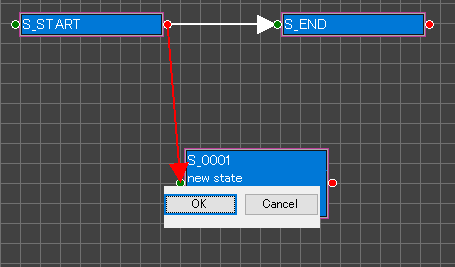 S_START
S_END
S_0001
new state
OK
Cancel